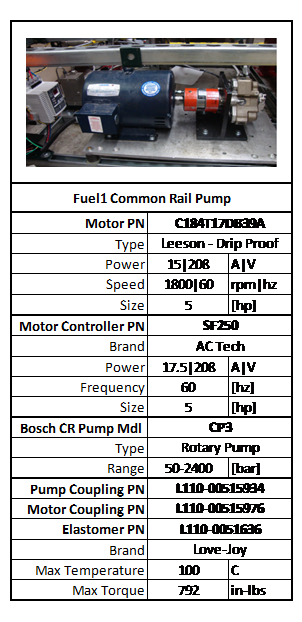 Fuel1 Common Rail Pump
Motor PN C184T17DB39A
Type Leeson - Drip Proof
Power 15|208 A|V
Speed 1800|60 rpm|hz
Size 5 [hp]
Motor Controller PN SF250
Brand AC Tech
Power 17.5|208 A|V
Frequency 60 [hz]
Size 5 [hp]
Bosch CR Pump Mdl CP3
Type Rotary Pump
Range 50-2400 [bar]
Pump Coupling PN L110-00515934
Motor Coupling PN L110-00515976
Elastomer PN L110-0051636
Brand Love-Joy
Max Temperature 100 C
Max Torque 792 in-lbs